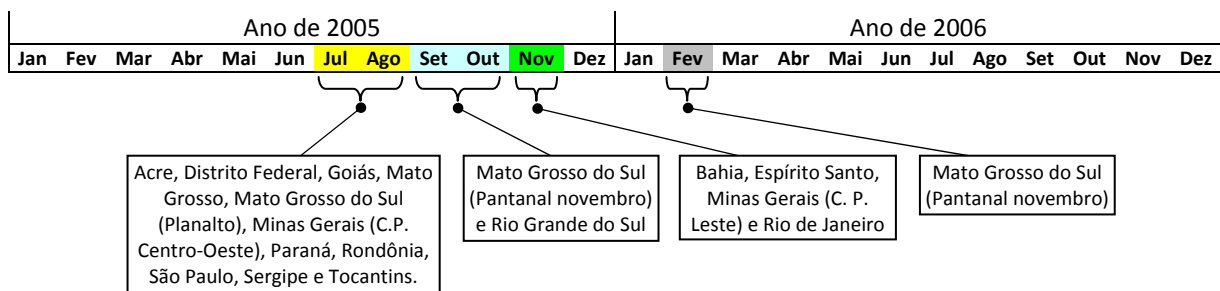 Ano de 2005
Ano de 2006
Jan Fev Mar Abr Mai Jun Jul Ago Set Out Nov Dez Jan Fev Mar Abr Mai Jun Jul Ago Set Out Nov Dez
Acre, Distrito Federal, Goiás, Mato
Grosso, Mato Grosso do Sul
(Planalto), Minas Gerais (C.P.
Centro-Oeste), Paraná, Rondônia,
São Paulo, Sergipe e Tocantins.
Mato Grosso do Sul
(Pantanal novembro)
e Rio Grande do Sul
Bahia, Espírito Santo,
Minas Gerais (C. P.
Leste) e Rio de Janeiro
Mato Grosso do Sul
(Pantanal novembro)